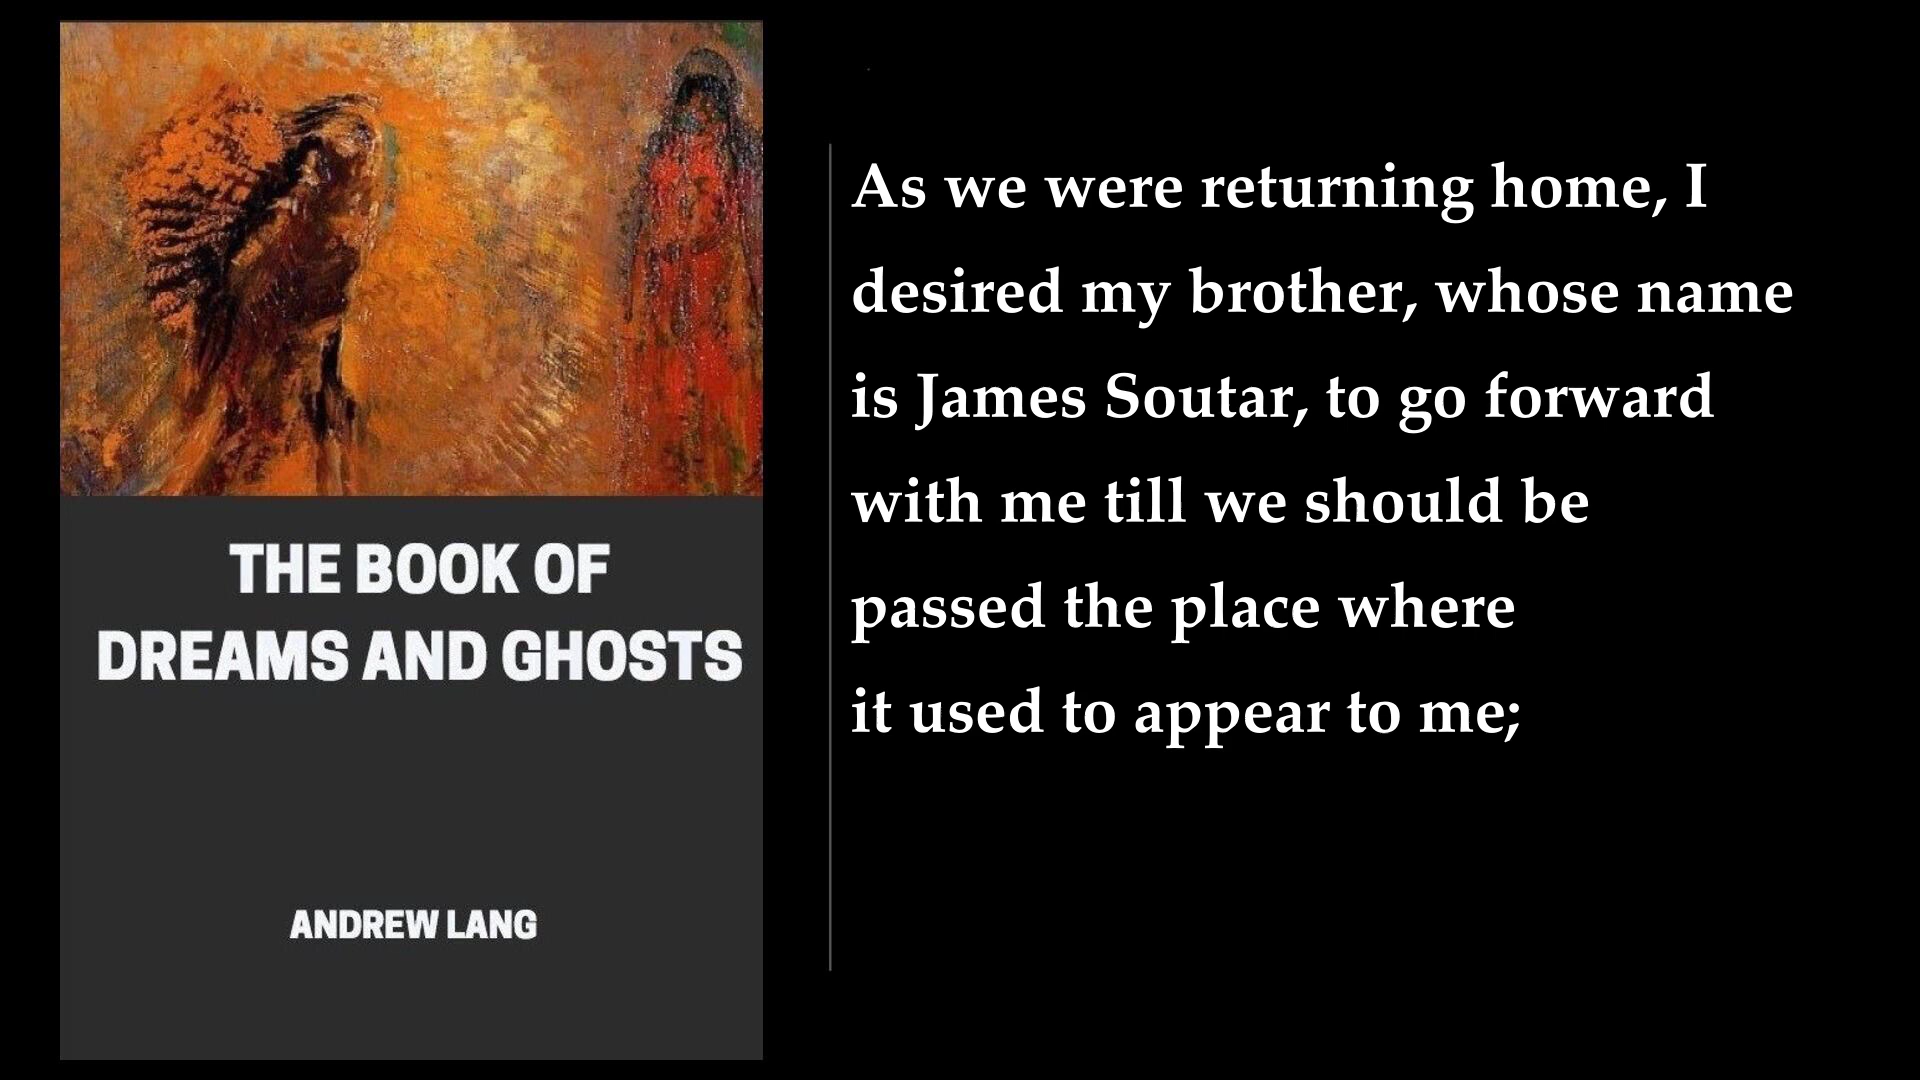 THE BOOK OF
DREAMS AND GHOSTS
ANDREW LANG
As we were returning home, I
desired my brother, whose name
is James Soutar, to go forward
with me till we should be
passed the place where
it used to appear to me;